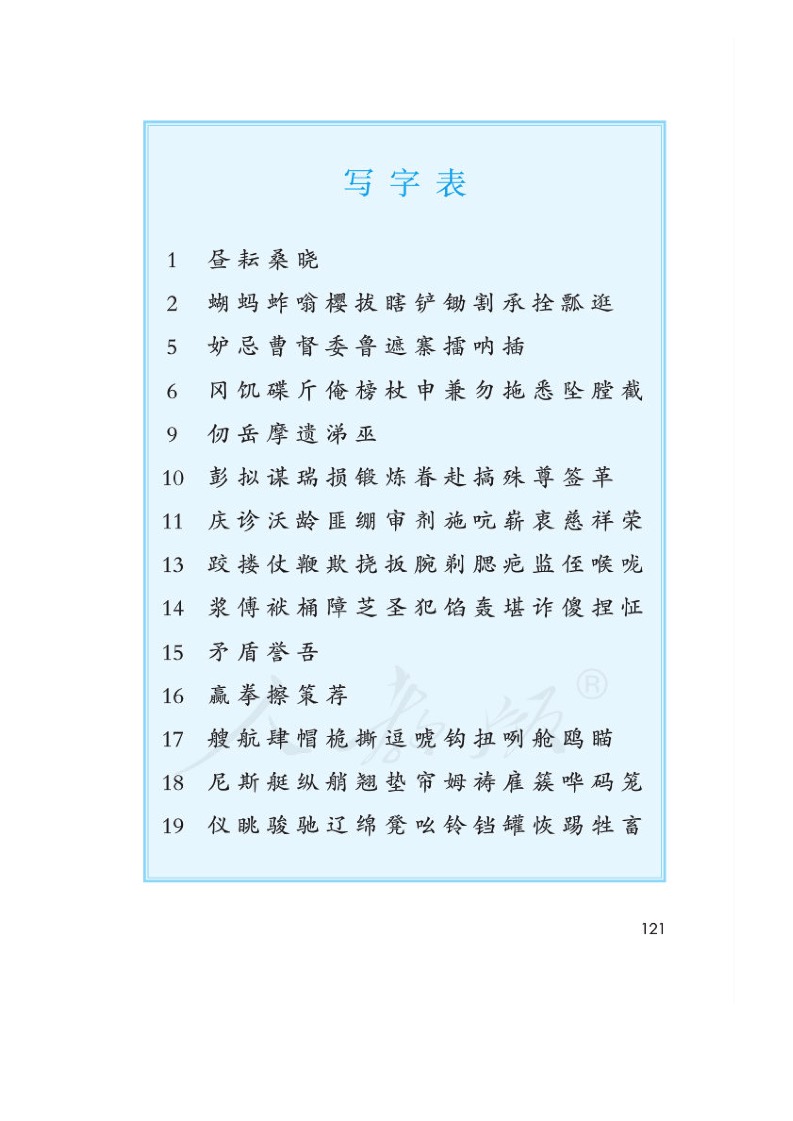 写字表
1 昼耘桑晓
2 蝴蚂蚱嗡樱拔瞎铲锄割承拴瓢逛
5 妒忌曹督委鲁遮寨擂呐插
6 冈饥碟斤俺榜杖申兼勿拖悉坠膛截
9 仞岳摩遗涕巫
10 彭拟谋瑞损锻炼眷赴搞殊尊签革
11 庆诊沃龄匪绷审剂施吭崭衷慈祥荣
13 跤搂仗鞭欺挠扳腕剃腮疤监侄喉咙
14 浆傅袱桶障芝圣犯馅轰堪诈傻捏怔
15 矛盾誉吾
16 赢拳擦策荐
17 艘航肆帽桅撕逗唬钩扭咧舱鸥瞄
18 尼斯艇纵艄翘垫帘姆祷雇簇哗码笼
19 仪眺骏驰辽绵凳吆铃铛罐恢踢牲畜
人教版®
121